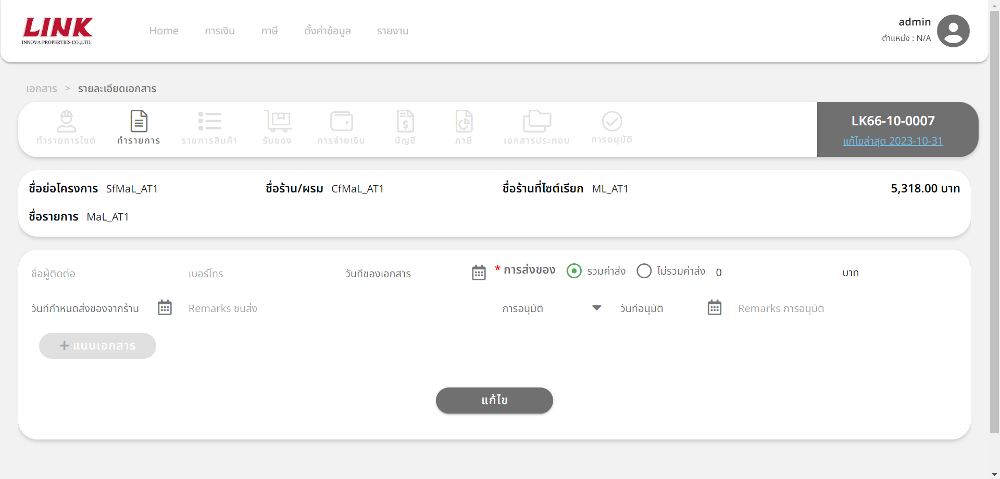 LINK
INNOVA PROPERTIES CO.,LTD.
Home การเงิน ภาษี ตั้งค่าข้อมูล รายงาน
admin
ตำแหน่ง : N/A
เอกสาร > รายละเอียดเอกสาร
ทำรายการไซต์ ทำรายการ รายการสินค้า รับของ การจ่ายเงิน บัญชี ภาษี เอกสารประกอบ การอนุมัติ
LK66-10-0007
แก้ไขล่าสุด 2023-10-31
ชื่อย่อโครงการ SfMaL_AT1 ชื่อร้าน/ผรม CfMaL_AT1 ชื่อร้านที่ไซต์เรียก ML_AT1 5,318.00 บาท
ชื่อรายการ MaL_AT1
ชื่อผู้ติดต่อ เบอร์โทร วันที่ของเอกสาร * การส่งของ รวมค่าส่ง ไม่รวมค่าส่ง 0 บาท
วันที่กำหนดส่งของจากร้าน Remarks ขนส่ง การอนุมัติ วันที่อนุมัติ Remarks การอนุมัติ
+ แนบเอกสาร
แก้ไข